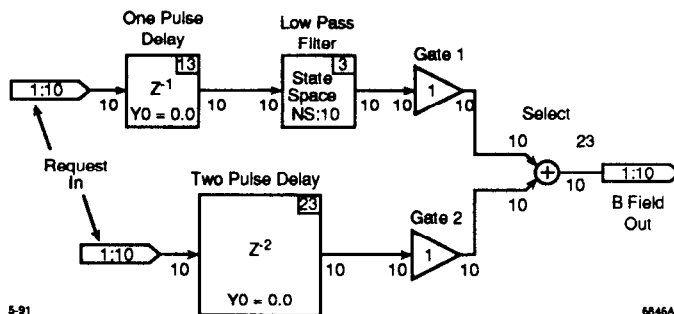 One Pulse
Delay
Low Pass
Filter
Gate 1
13
3
1:10
Z-1
State
Space
NS:10
1
10
10
10
10
10
10
Y0 = 0.0
Select
Request
In
10
23
+
1:10
10
10
B Field
Out
Two Pulse Delay
23
Gate 2
1:10
Z-2
1
10
10
10
10
Y0 = 0.0
5-91
6846A